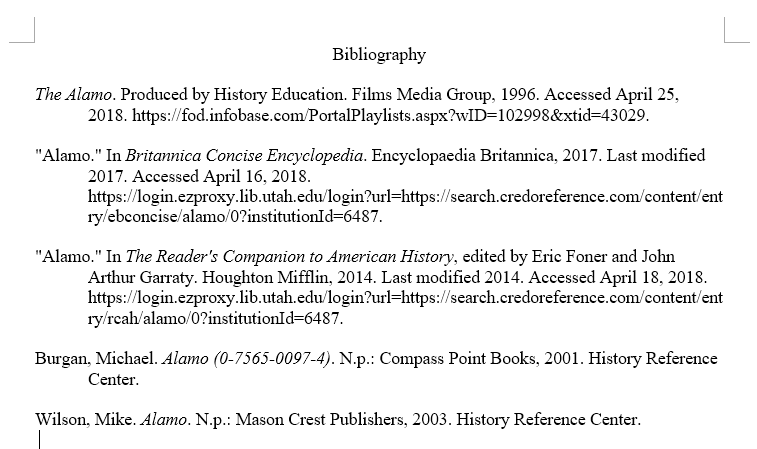 Bibliography
The Alamo. Produced by History Education. Films Media Group, 1996. Accessed April 25,
2018. https://fod.infobase.com/PortalPlaylists.aspx?wID=102998&xtid=43029.
"Alamo." In Britannica Concise Encyclopedia. Encyclopaedia Britannica, 2017. Last modified
2017. Accessed April 16, 2018.
https://login.ezproxy.lib.utah.edu/login?url=https://search.credoreference.com/content/ent
ry/ebconcise/alamo/0?institutionId=6487.
"Alamo." In The Reader's Companion to American History, edited by Eric Foner and John
Arthur Garraty. Houghton Mifflin, 2014. Last modified 2014. Accessed April 18, 2018.
https://login.ezproxy.lib.utah.edu/login?url=https://search.credoreference.com/content/ent
ry/rcah/alamo/0?institutionId=6487.
Burgan, Michael. Alamo (0-7565-0097-4). N.p.: Compass Point Books, 2001. History Reference
Center.
Wilson, Mike. Alamo. N.p.: Mason Crest Publishers, 2003. History Reference Center.